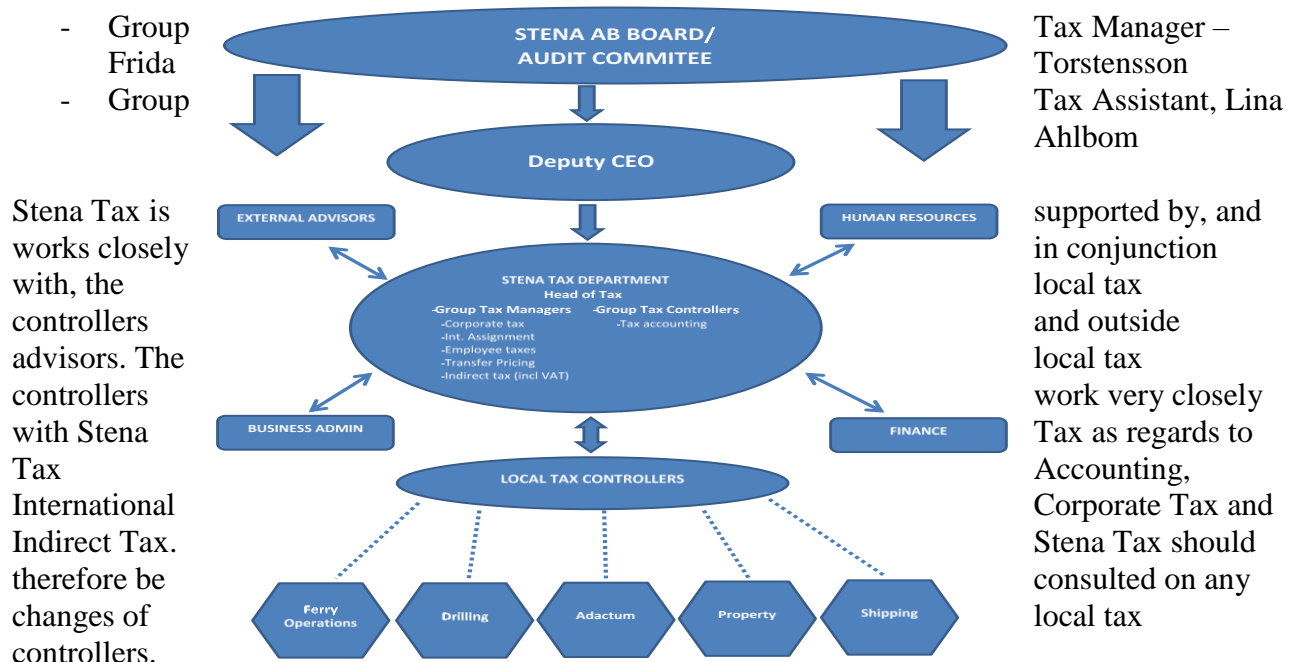 - Group Tax Manager –
Frida Torstensson
- Group Tax Assistant, Lina
Ahlbom
Stena Tax is supported by, and
works closely in conjunction
with, the local tax
controllers and outside
advisors. The local tax
controllers work very closely
with Stena Tax as regards to
Tax Accounting,
International Corporate Tax and
Indirect Tax. Stena Tax should
therefore be consulted on any
changes of local tax
controllers.
STENA AB BOARD/
AUDIT COMMITEE
Deputy CEO
EXTERNAL ADVISORS
HUMAN RESOURCES
STENA TAX DEPARTMENT
Head of Tax
-Group Tax Managers -Group Tax Controllers
-Corporate tax -Tax accounting
-Int. Assignment
-Employee taxes
-Transfer Pricing
-Indirect tax (incl VAT)
BUSINESS ADMIN
FINANCE
LOCAL TAX CONTROLLERS
Ferry
Operations
Drilling
Adactum
Property
Shipping